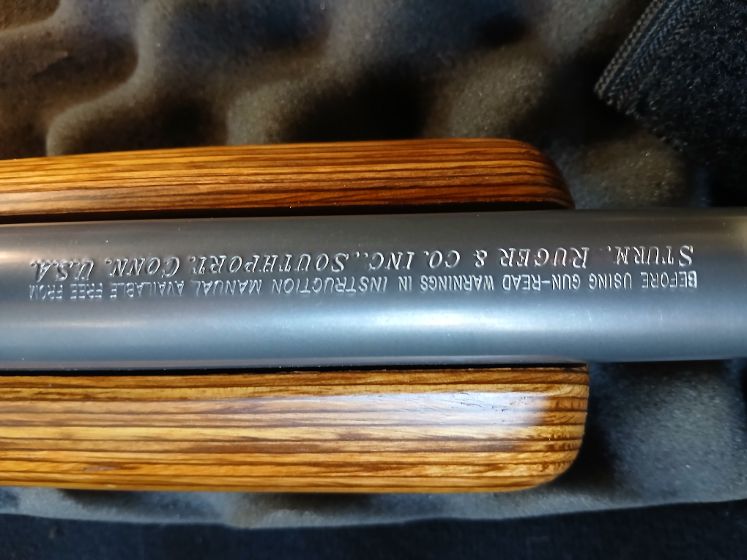 BEFORE USING GUN-READ WARNINGS IN INSTRUCTION MANUAL AVAILABLE FREE FROM
STURM, RUGER & CO. INC., SOUTHPORT, CONN. U.S.A.